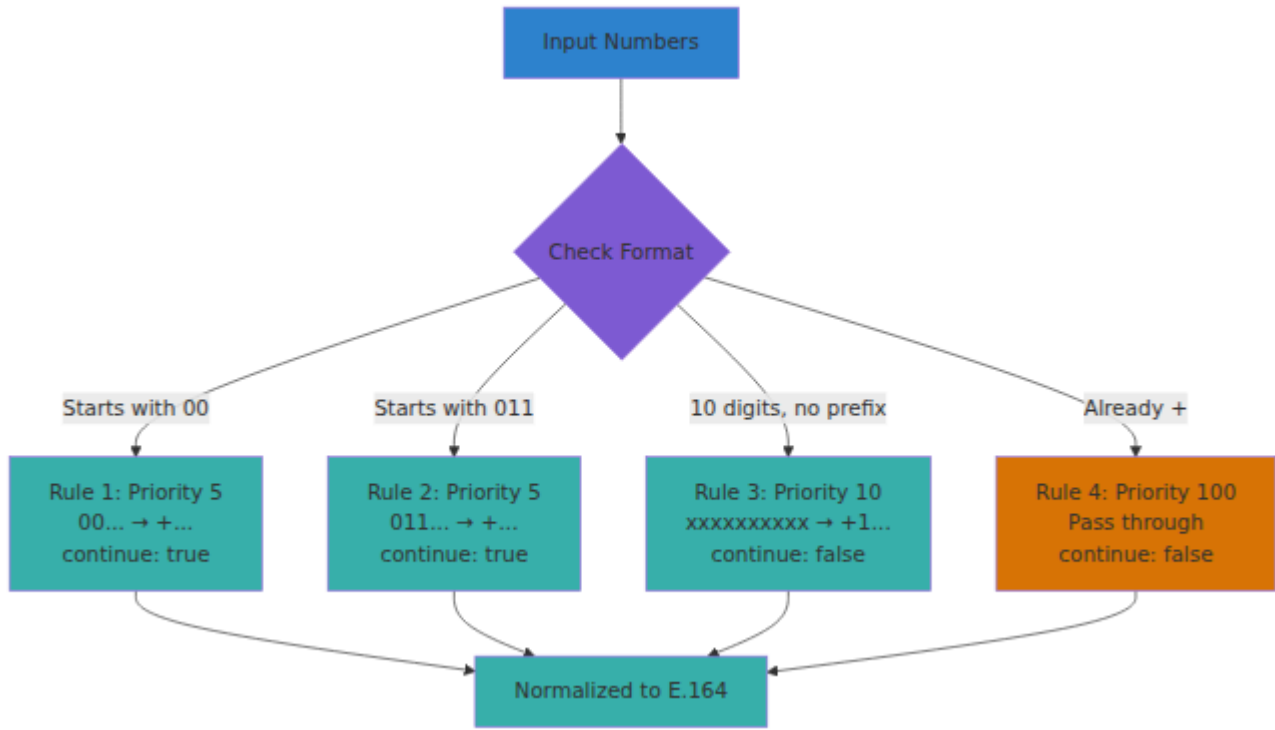 Input Numbers
Check Format
Starts with 00
Starts with 011
10 digits, no prefix
Already +
Rule 1: Priority 5
00... → +...
continue: true
Rule 2: Priority 5
011... → +...
continue: true
Rule 3: Priority 10
xxxxxxxxxx → +1...
continue: false
Rule 4: Priority 100
Pass through
continue: false
Normalized to E.164